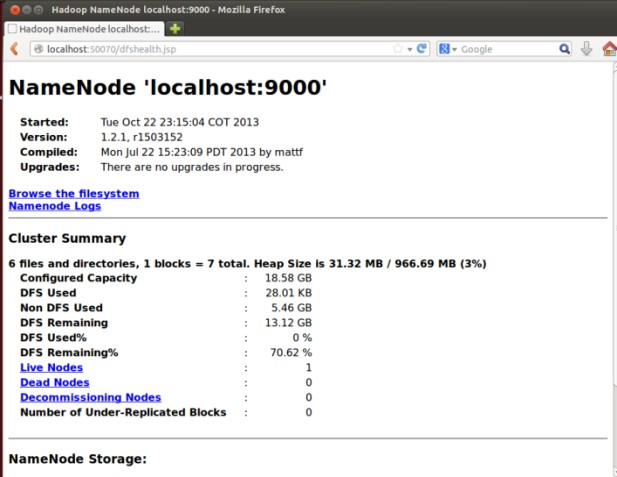 Hadoop NameNode localhost:9000 - Mozilla Firefox
Hadoop NameNode localhost:...
localhost:50070/dfshealth.jsp
Google
NameNode 'localhost:9000'
Started: Tue Oct 22 23:15:04 COT 2013
Version: 1.2.1, r1503152
Compiled: Mon Jul 22 15:23:09 PDT 2013 by mattf
Upgrades: There are no upgrades in progress.
Browse the filesystem
Namenode Logs
Cluster Summary
6 files and directories, 1 blocks = 7 total. Heap Size is 31.32 MB / 966.69 MB (3%)
Configured Capacity : 18.58 GB
DFS Used : 28.01 KB
Non DFS Used : 5.46 GB
DFS Remaining : 13.12 GB
DFS Used% : 0 %
DFS Remaining% : 70.62 %
Live Nodes : 1
Dead Nodes : 0
Decommissioning Nodes : 0
Number of Under-Replicated Blocks : 0
NameNode Storage: